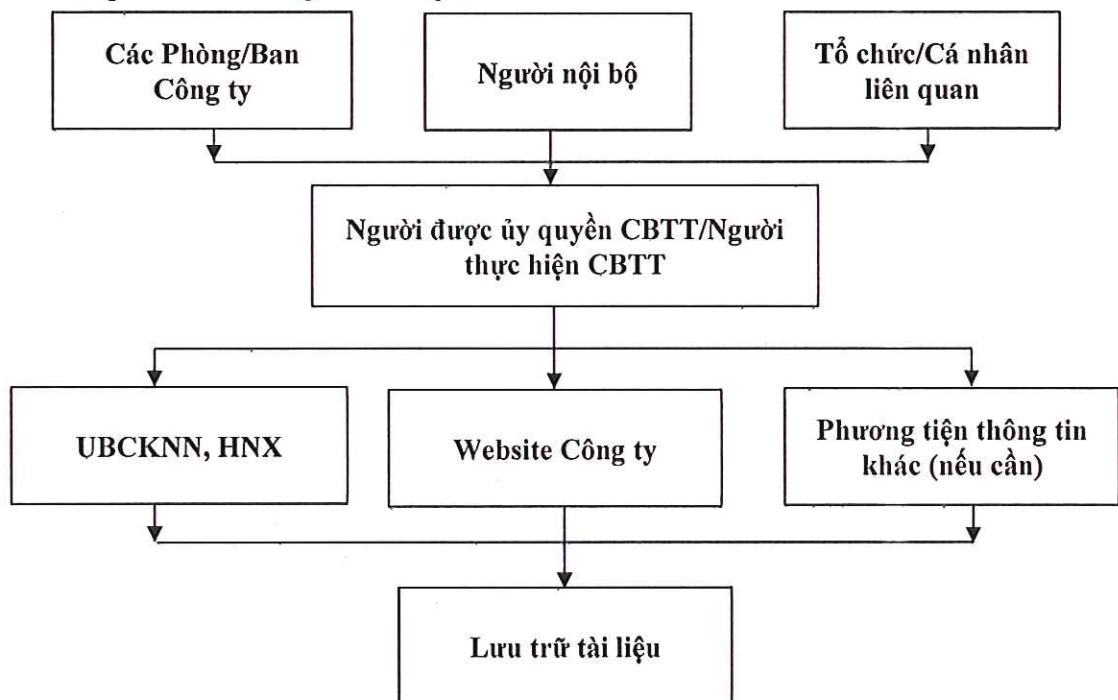 Các Phòng/Ban
Công ty
Người nội bộ
Tổ chức/Cá nhân
liên quan
Người được ủy quyền CBTT/Người
thực hiện CBTT
UBCKNN, HNX
Website Công ty
Phương tiện thông tin
khác (nếu cần)
Lưu trữ tài liệu